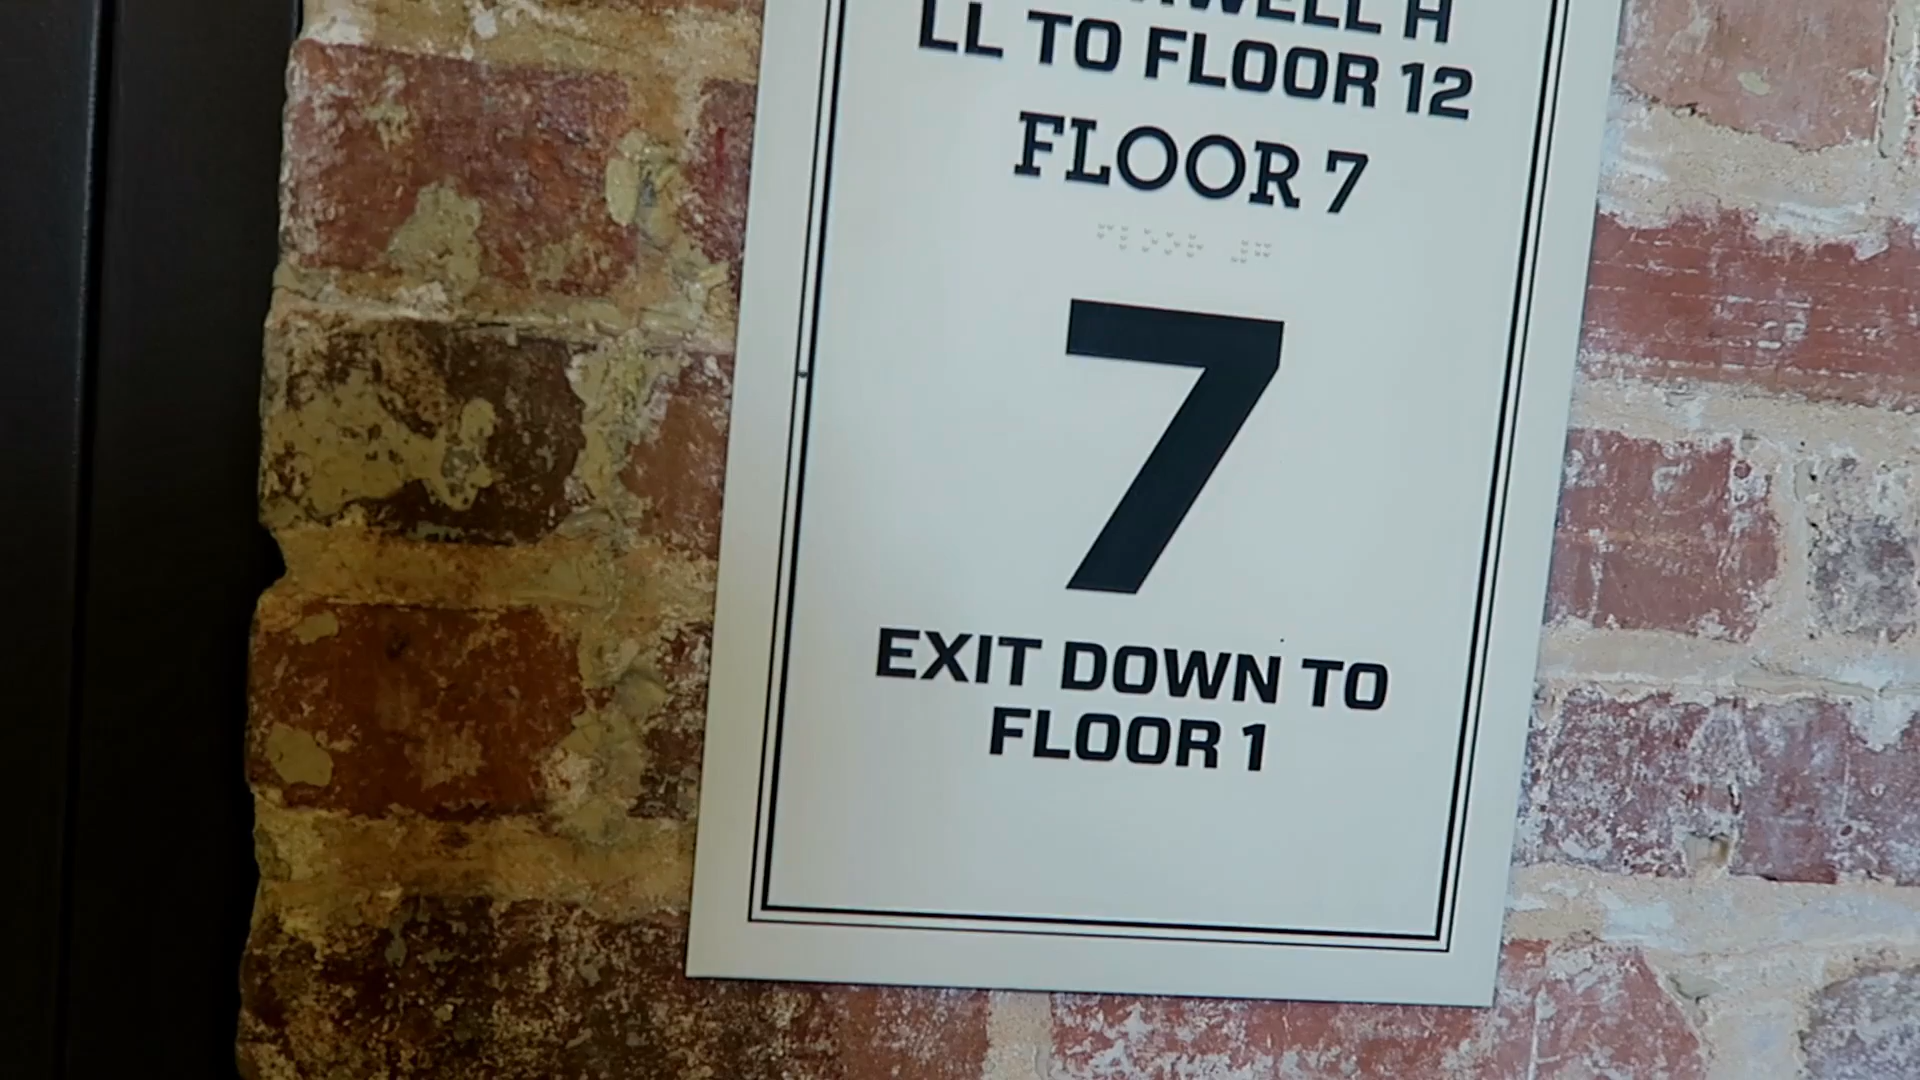 WELL H
LL TO FLOOR 12
FLOOR 7
7
EXIT DOWN TO
FLOOR 1